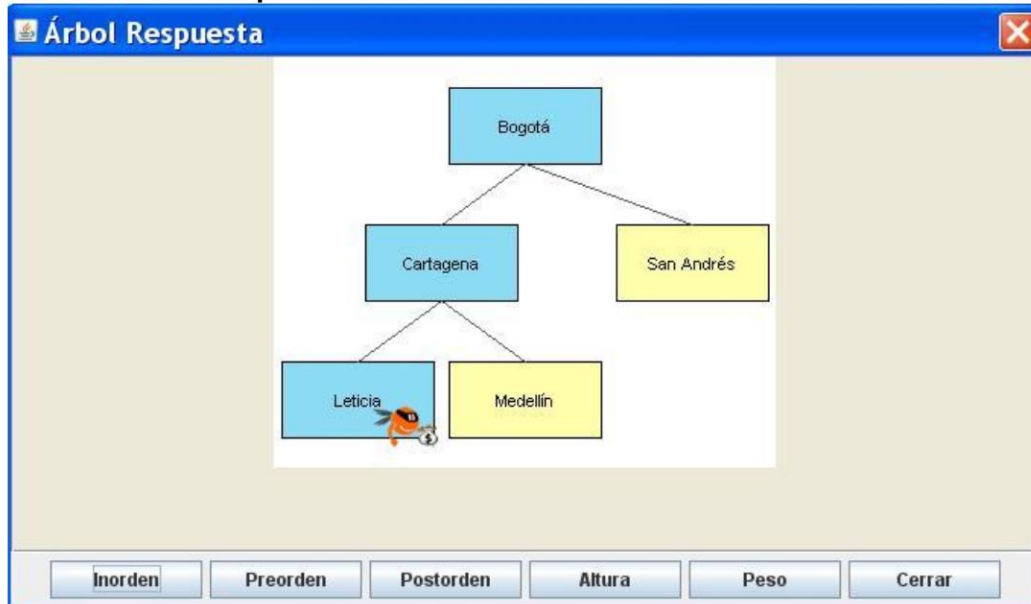 Árbol Respuesta
Bogotá
Cartagena
San Andrés
Leticia
Medellín
$
Inorden
Preorden
Postorden
Altura
Peso
Cerrar